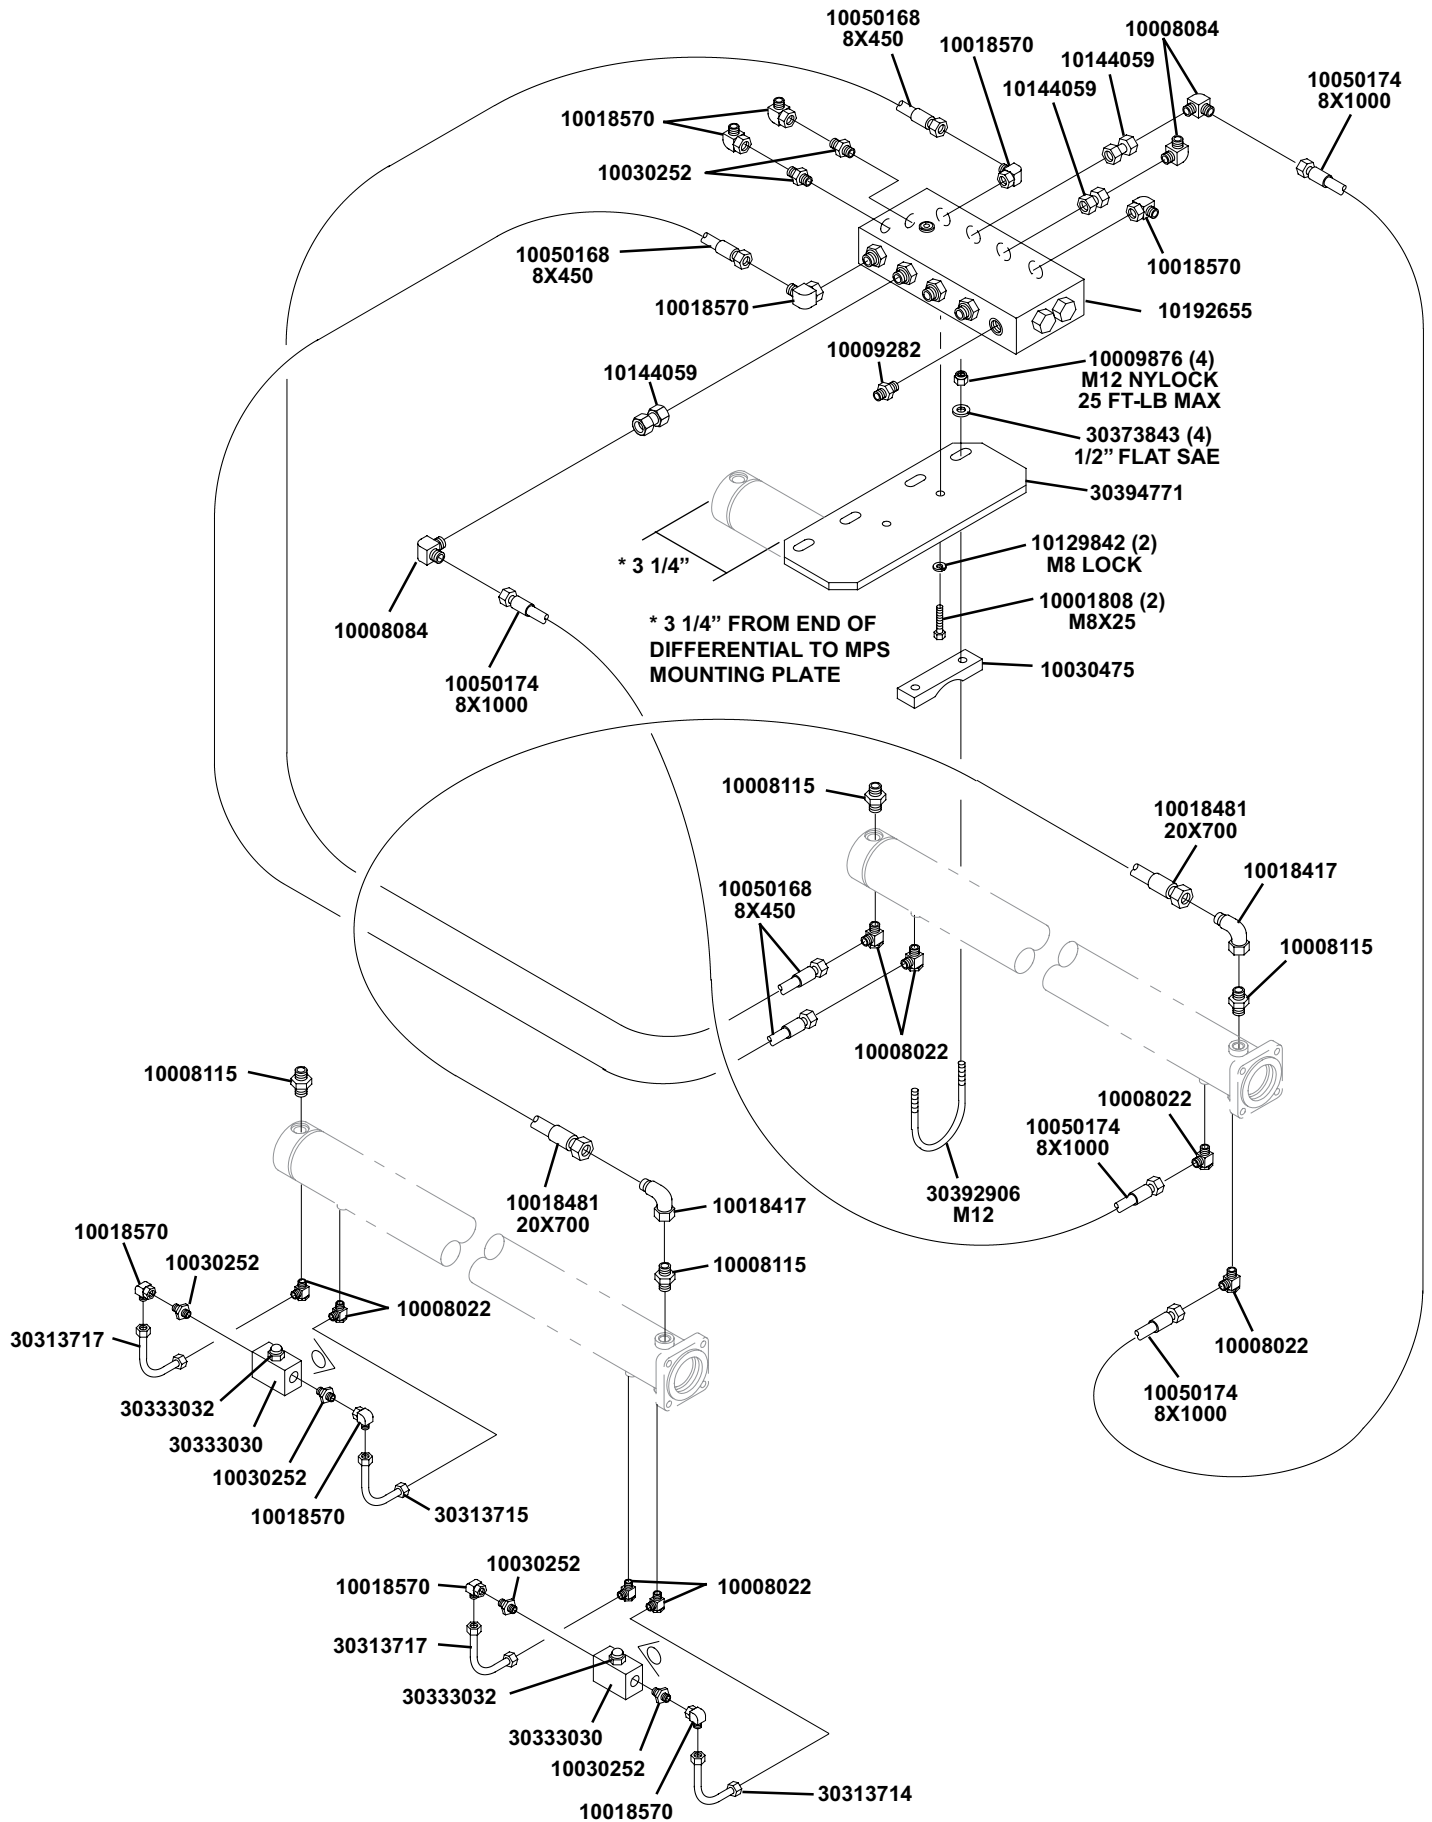 10050168
8X450
10018570
10008084
10144059
10144059
10050174
8X1000
10018570
10030252
10050168
8X450
10018570
10018570
10192655
10009282
10009876 (4)
M12 NYLOCK
25 FT-LB MAX
10144059
30373843 (4)
1/2” FLAT SAE
30394771
* 3 1/4”
10129842 (2)
M8 LOCK
10001808 (2)
M8X25
* 3 1/4” FROM END OF
DIFFERENTIAL TO MPS
MOUNTING PLATE
10008084
10050174
8X1000
10030475
10008115
10018481
20X700
10018417
10050168
8X450
10008115
10008022
10008115
10008022
10050174
8X1000
30392906
M12
10018481
20X700
10018417
10018570
10030252
10008115
10008022
30313717
10008022
30333032
30333030
10050174
8X1000
10030252
10018570
30313715
10030252
10018570
10008022
30313717
30333032
30333030
10030252
30313714
10018570